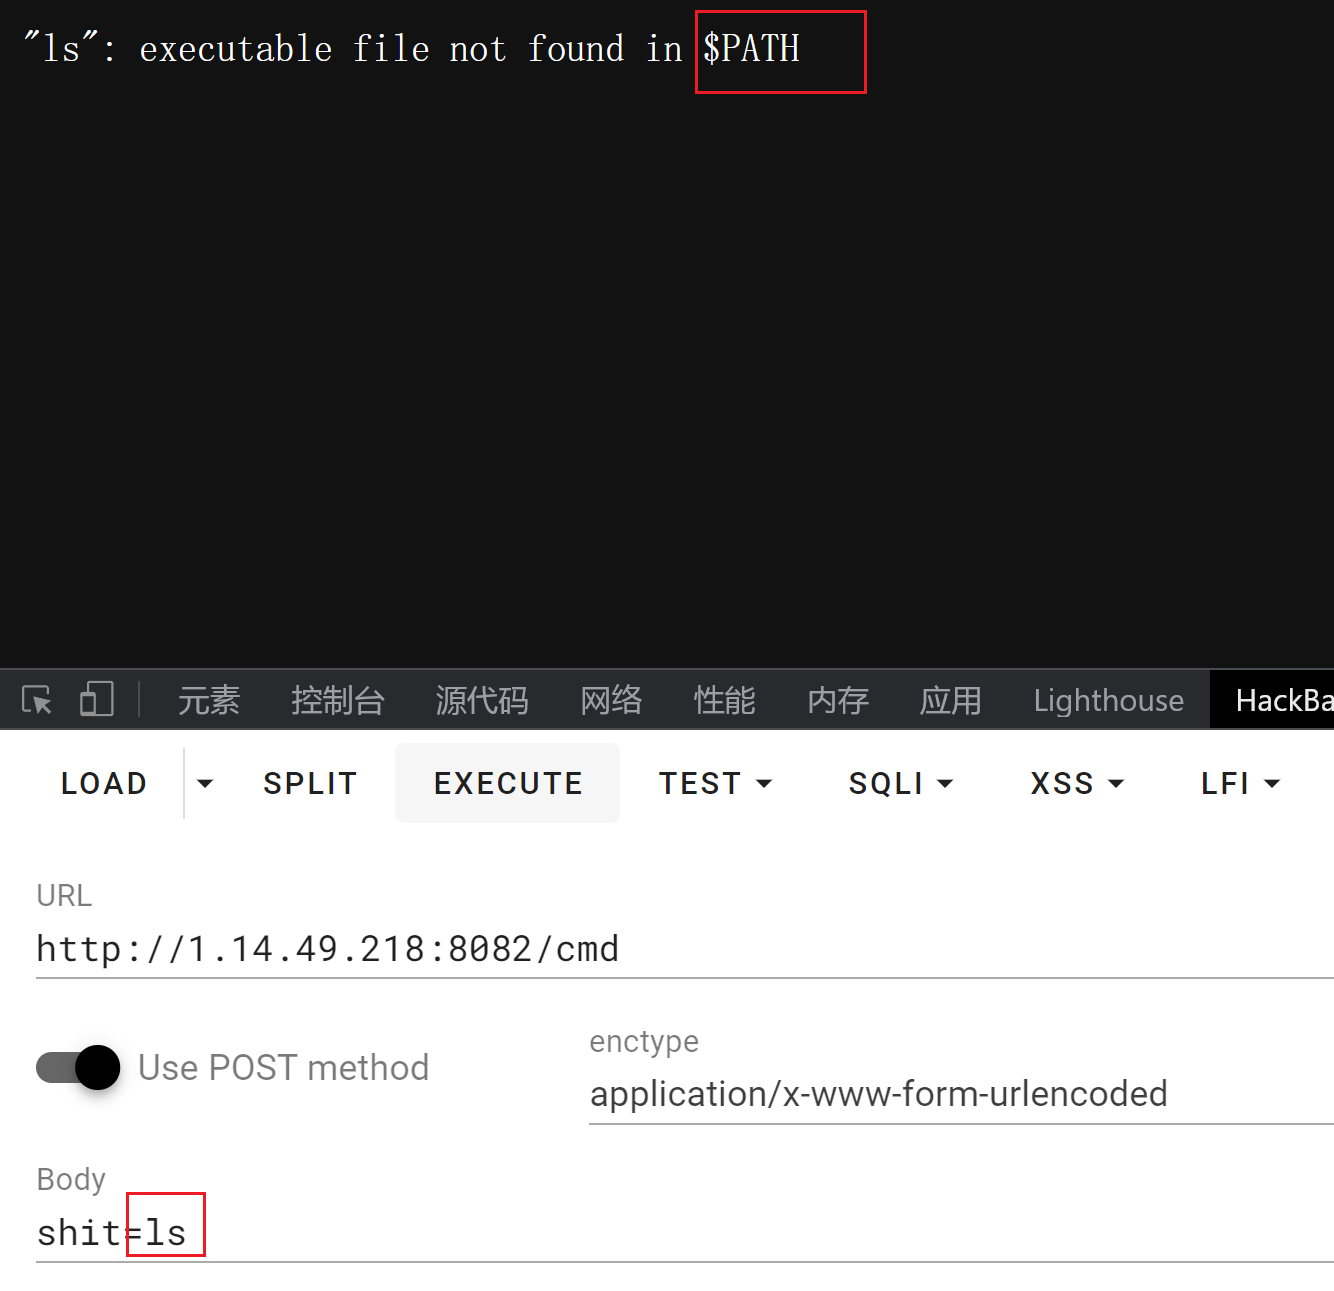 "ls": executable file not found in $PATH
元素 控制台 源代码 网络 性能 内存 应用 Lighthouse HackBa
LOAD SPLIT EXECUTE TEST SQLI XSS LFI
URL
http://1.14.49.218:8082/cmd
Use POST method
enctype
application/x-www-form-urlencoded
Body
shit=ls